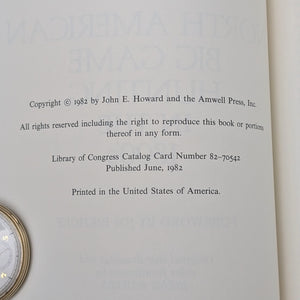 Copyright © 1982 by John E. Howard and the Amwell Press, Inc.
All rights reserved including the right to reproduce this book or portions
thereof in any form.
Library of Congress Catalog Card Number 82-70542
Published June, 1982
Printed in the United States of America.